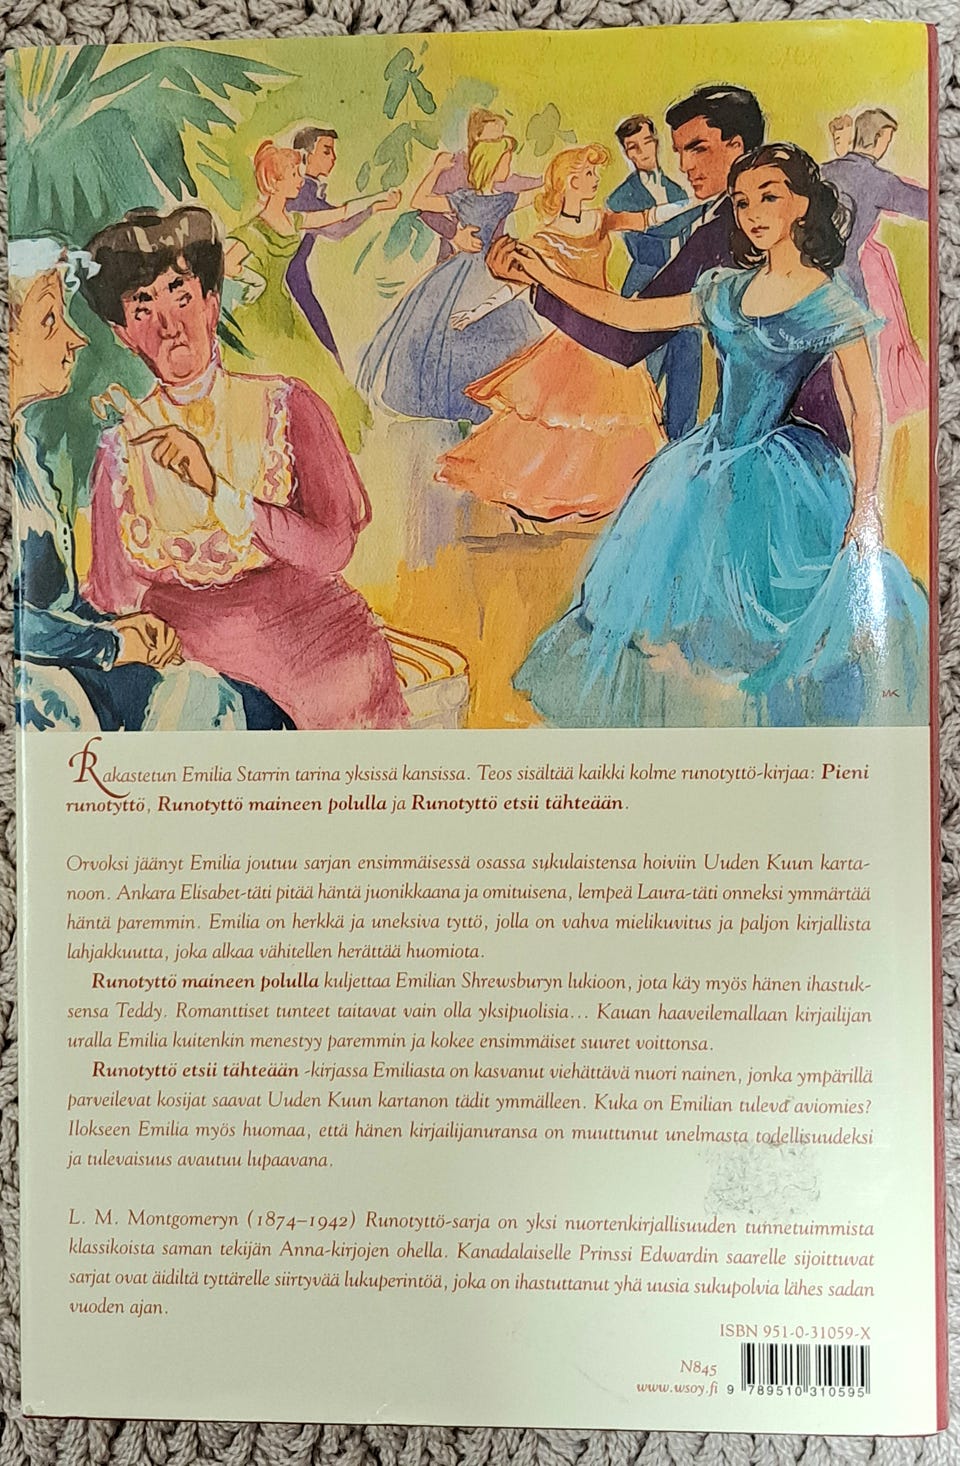 Rakastetun Emilia Starrin tarina yksissä kansissa. Teos sisältää kaikki kolme runotyttö-kirjaa: Pieni
runotyttö, Runotyttö maineen polulla ja Runotyttö etsii tähteään.
Orvoksi jäänyt Emilia joutuu sarjan ensimmäisessä osassa sukulaistensa hoiviin Uuden Kuun karta-
noon. Ankara Elisabet-täti pitää häntä juonikkaana ja omituisena, lempeä Laura-täti onneksi ymmärtää
häntä paremmin. Emilia on herkkä ja uneksiva tyttö, jolla on vahva mielikuvitus ja paljon kirjallista
lahjakkuutta, joka alkaa vähitellen herättää huomiota.
Runotyttö maineen polulla kuljettaa Emilian Shrewsburyn lukioon, jota käy myös hänen ihastuk-
sensa Teddy. Romanttiset tunteet taitavat vain olla yksipuolisia... Kauan haaveilemallaan kirjailijan
uralla Emilia kuitenkin menestyy paremmin ja kokee ensimmäiset suuret voittonsa.
Runotyttö etsii tähteään -kirjassa Emiliasta on kasvanut viehättävä nuori nainen, jonka ympärillä
parveilevat kosijat saavat Uuden Kuun kartanon tädit ymmälleen. Kuka on Emilian tuleva aviomies?
Ilokseen Emilia myös huomaa, että hänen kirjailijanuransa on muuttunut unelmasta todellisuudeksi
ja tulevaisuus avautuu lupaavana.
L. M. Montgomeryn (1874–1942) Runotyttö-sarja on yksi nuortenkirjallisuuden tunnetuimmista
klassikoista saman tekijän Anna-kirjojen ohella. Kanadalaiselle Prinssi Edwardin saarelle sijoittuvat
sarjat ovat äidiltä tyttärelle siirtyvää lukuperintöä, joka on ihastuttanut yhä uusia sukupolvia lähes sadan
vuoden ajan.
ISBN 951-0-31059-X
N845
www.wsoy.fi
9 789510 310595
MK